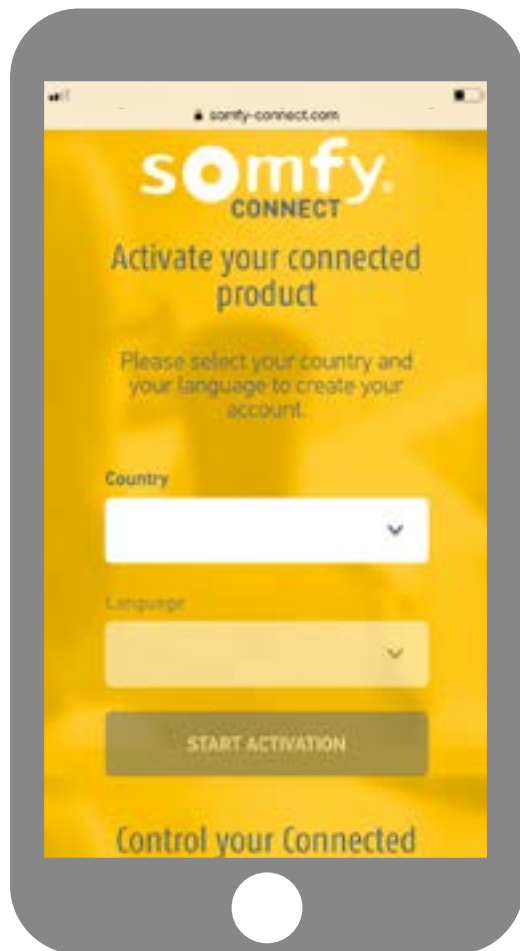 somfy-connect.com
somfy.
CONNECT
Activate your connected
product
Please select your country and
your language to create your
account.
Country
Language
START ACTIVATION
Control your Connected